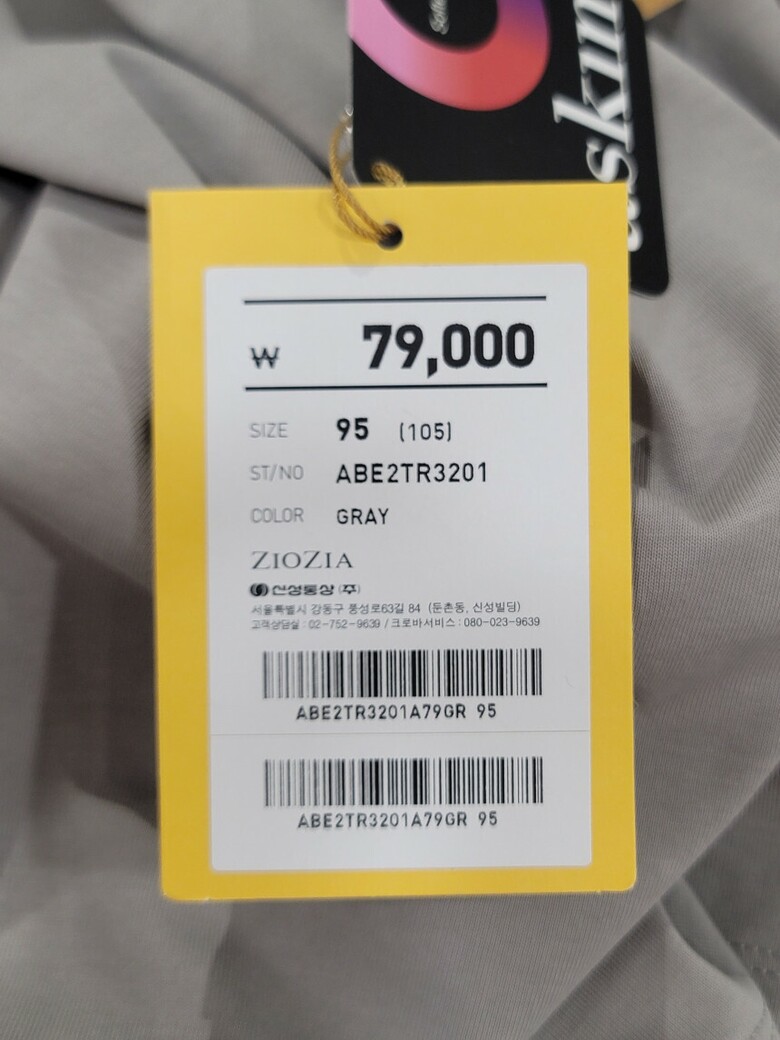 askin
₩ 79,000
SIZE 95 (105)
ST/NO ABE2TR3201
COLOR GRAY
ZIOZIA
신성통상 (주)
서울특별시 강동구 풍성로63길 84 (둔촌동, 신성빌딩)
고객상담실 : 02-752-9639 / 크로바서비스 : 080-023-9639
ABE2TR3201A79GR 95
ABE2TR3201A79GR 95